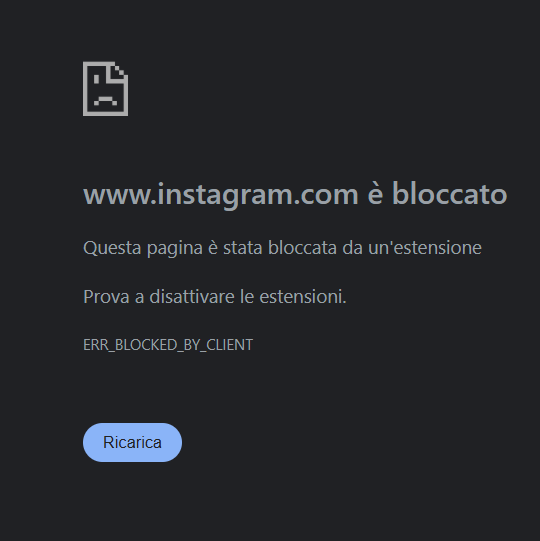 www.instagram.com è bloccato
Questa pagina è stata bloccata da un'estensione
Prova a disattivare le estensioni.
ERR_BLOCKED_BY_CLIENT
Ricarica